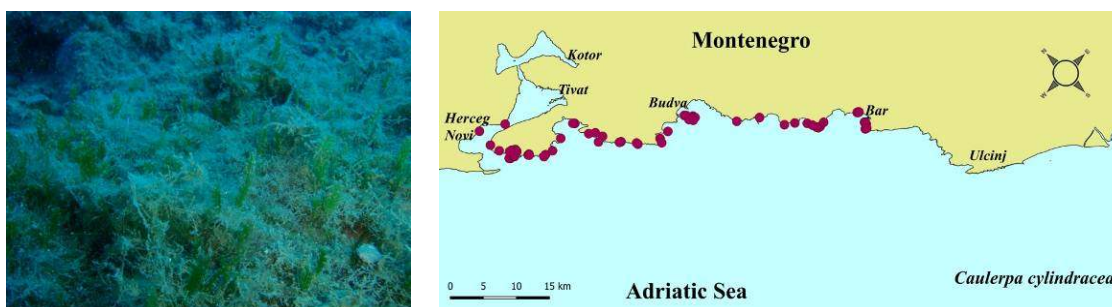 Montenegro
Kotor
Tivat
Herceg
Novi
Budva
Bar
Ulcinj
0 5 10 15 km
Adriatic Sea
Caulerpa cylindracea